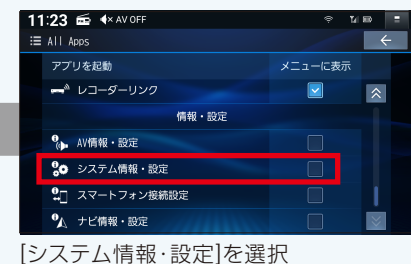 11:23 AV OFF
All Apps
アプリを起動 メニューに表示
レコーダーリンク
情報・設定
AV情報・設定
システム情報・設定
スマートフォン接続設定
ナビ情報・設定
[システム情報・設定]を選択